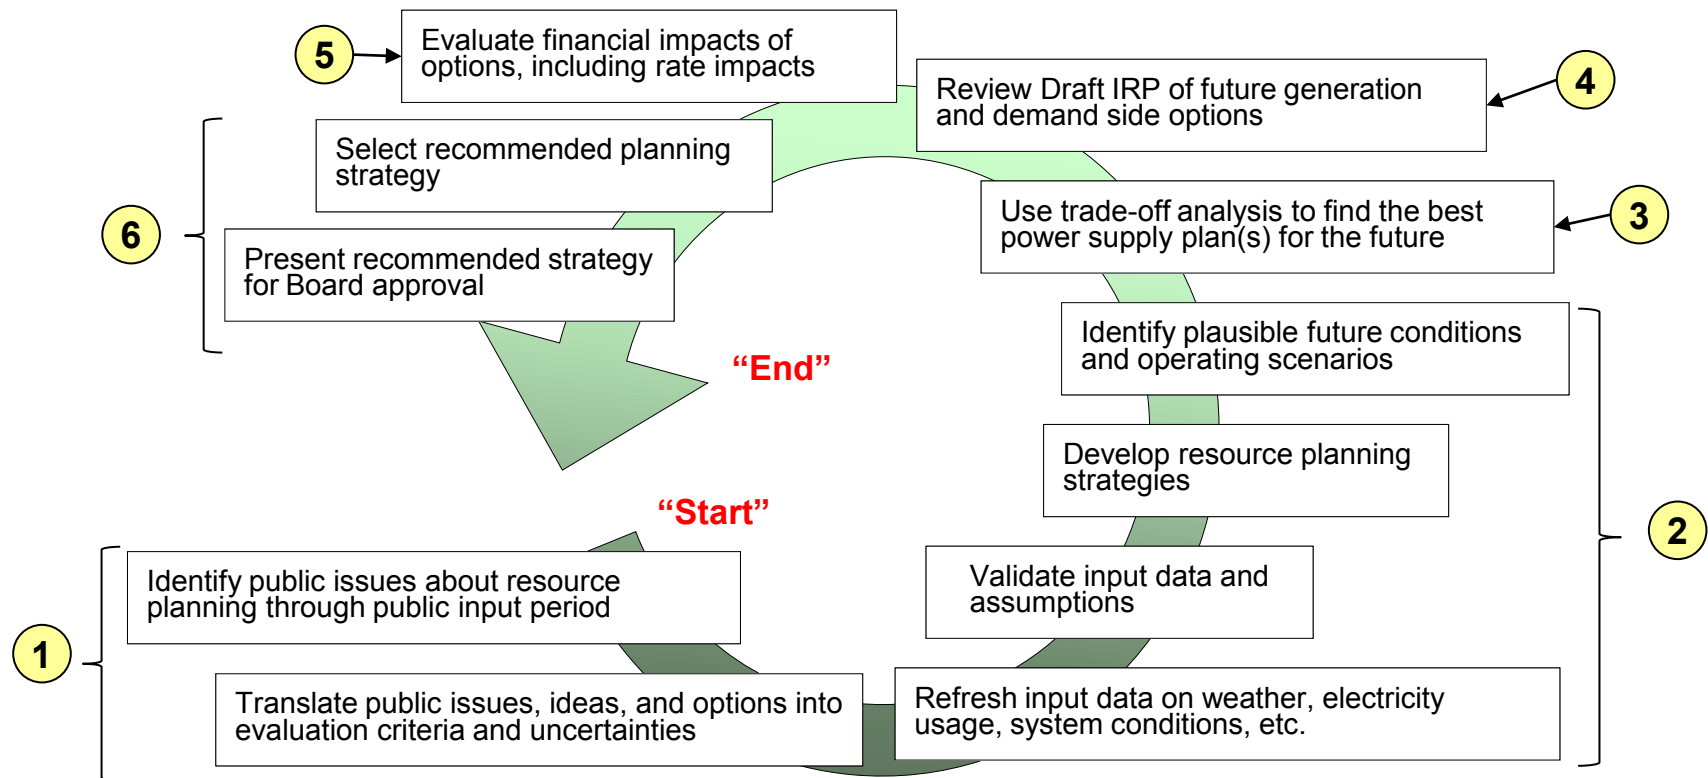 5
Evaluate financial impacts of
options, including rate impacts
4
Review Draft IRP of future generation
and demand side options
Select recommended planning
strategy
3
Use trade-off analysis to find the best
power supply plan(s) for the future
6
Present recommended strategy
for Board approval
Identify plausible future conditions
and operating scenarios
“End”
Develop resource planning
strategies
“Start”
2
Identify public issues about resource
planning through public input period
Validate input data and
assumptions
1
Translate public issues, ideas, and options into
evaluation criteria and uncertainties
Refresh input data on weather, electricity
usage, system conditions, etc.